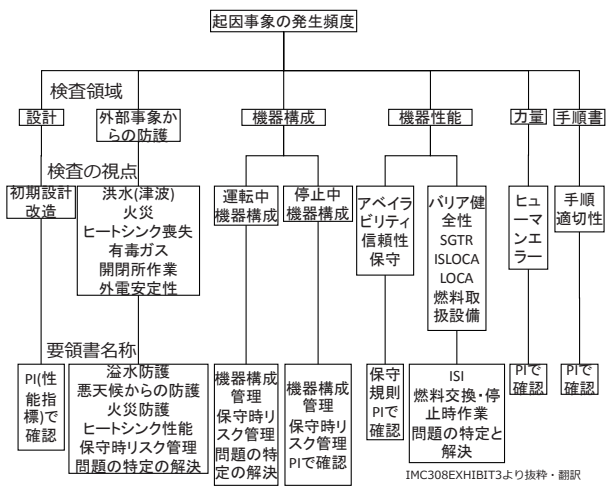 起因事象の発生頻度
検査領域
設計
外部事象か
らの防護
機器構成
機器性能
力量
手順書
検査の視点
初期設計
改造
洪水(津波)
火災
ヒートシンク喪失
有毒ガス
開閉所作業
外電安定性
運転中
機器構成
停止中
機器構成
アベイラ
ビリティ
信頼性
保守
バリア健
全性
SGTR
ISLOCA
LOCA
燃料取
扱設備
ヒュ
ーマ
ンエ
ラー
手順
適切性
要領書名称
PI(性
能指
標)で
確認
溢水防護
悪天候からの防護
火災防護
ヒートシンク性能
保守時リスク管理
問題の特定の解決
機器構成
管理
保守時リ
スク管理
問題の特
定の解決
機器構成
管理
保守時リ
スク管理
PIで確認
保守
規則
PIで
確認
ISI
燃料交換・停
止時作業
問題の特定と
解決
PIで
確認
PIで
確認
IMC308EXHIBIT3より抜粋・翻訳